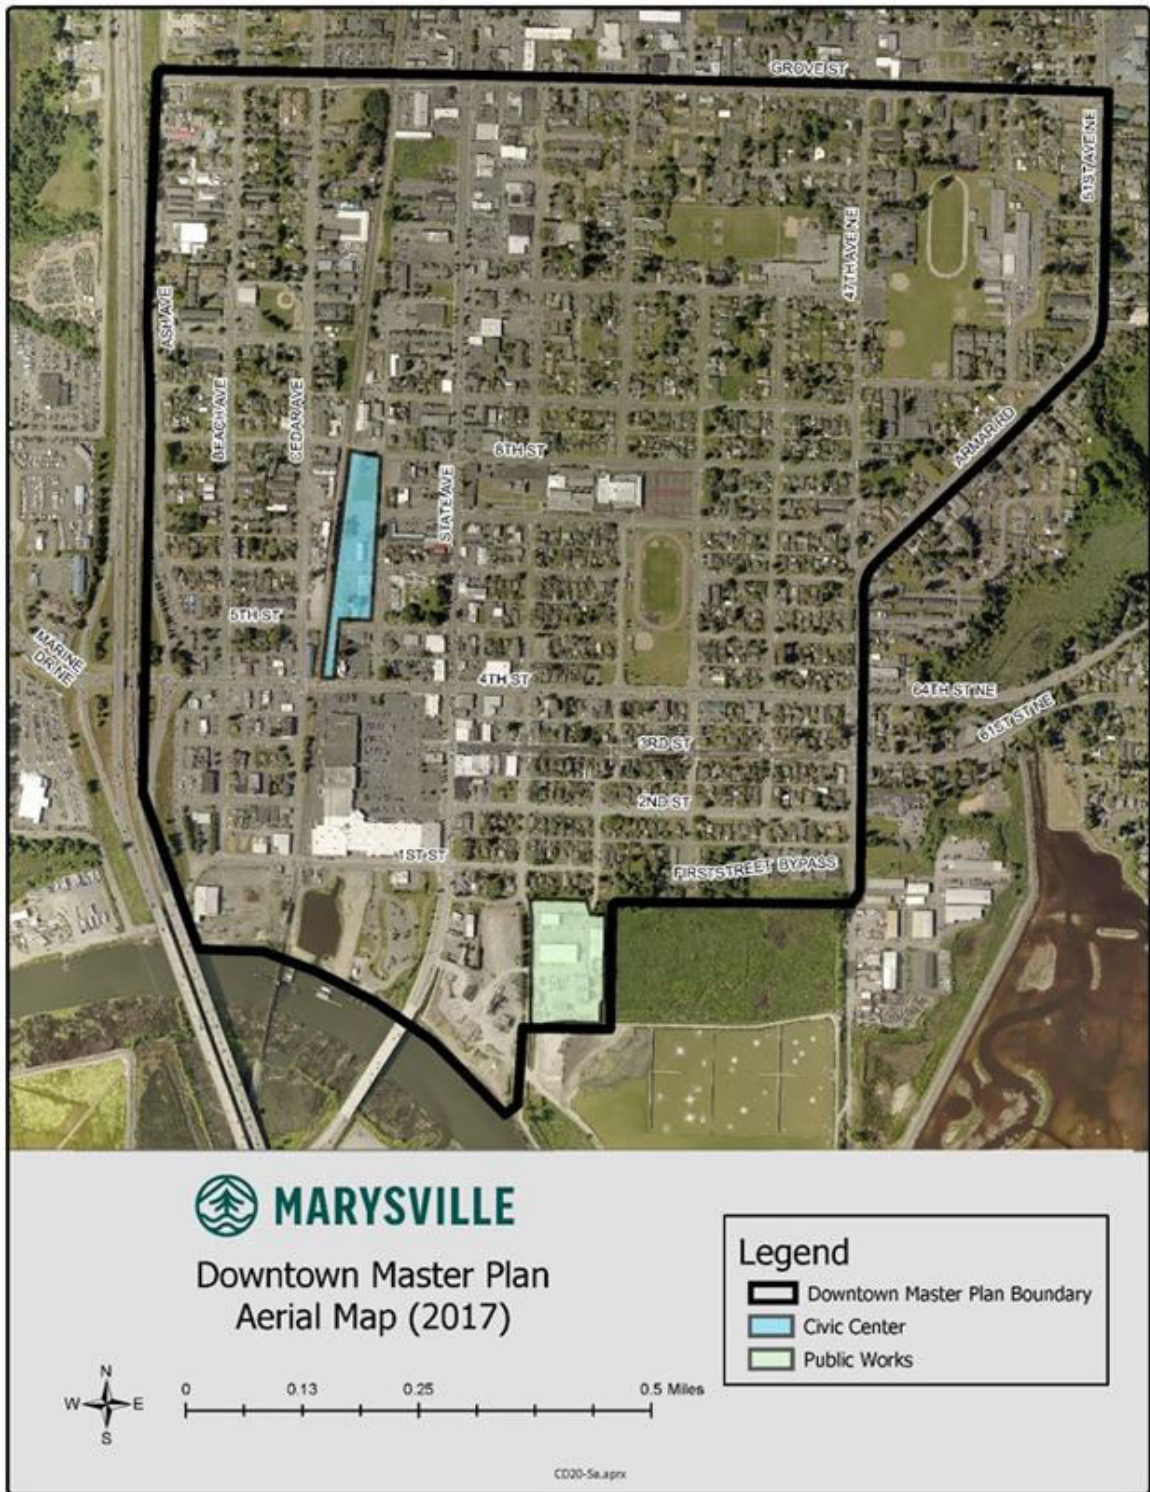 GROVE ST
51ST AVE NE
47TH AVE NE
ASH AVE
BEACH AVE
CEDAR AVE
ARMAR RD
8TH ST
STATE AVE
5TH ST
MARINE
DR NE
4TH ST
64TH ST NE
61ST ST NE
3RD ST
2ND ST
1ST ST
FIRST STREET BYPASS
MARYSVILLE
Downtown Master Plan
Aerial Map (2017)
Legend
Downtown Master Plan Boundary
Civic Center
Public Works
N
W E
S
0 0.13 0.25 0.5 Miles
CD20-5a.aprx